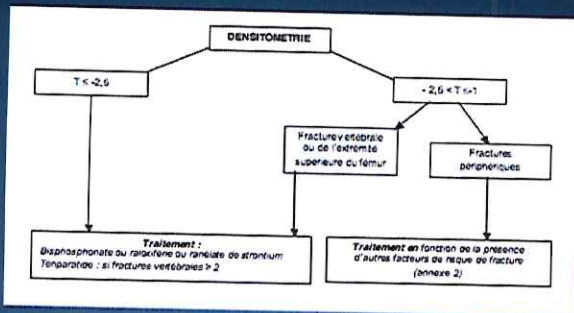 DENSITOMETRIE
T ≤ -2,5
- 2,5 < T ≤ -1
Fracture vertébrale
ou de l'extrémité
supérieure du fémur
Fractures
périphériques
Traitement :
Bisphosphonate ou raloxifène ou ranélate de strontium
Tériparatide : si fractures vertébrales ≥ 2
Traitement en fonction de la présence
d'autres facteurs de risque de fracture
(annexe 2)